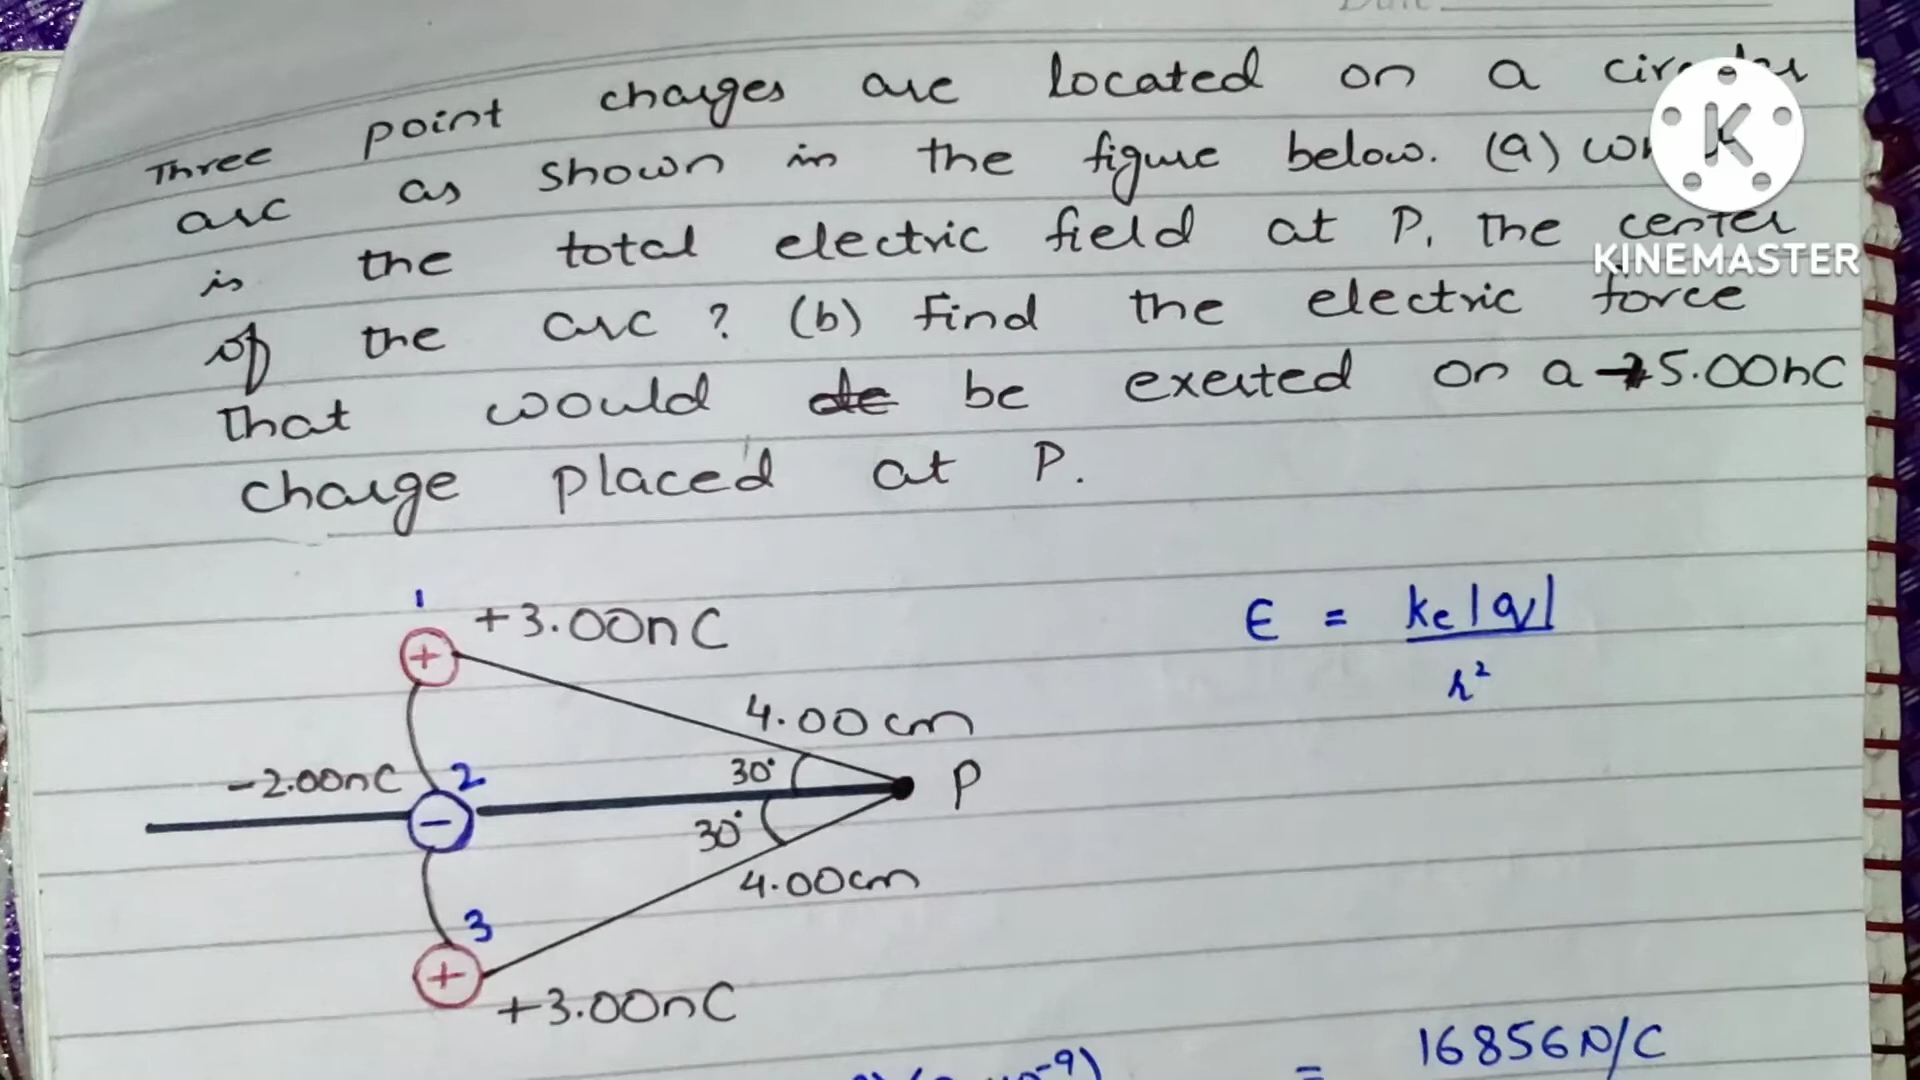 Three point charges are located on a
arc as shown in the figure below. (a)
is the total electric field at P, the center
KINEMASTER
of the arc ? (b) Find the electric force
that would be exerted on a 5.00nC
charge placed at P.
1
+3.00nC
+
E = ke|q|
r²
4.00cm
-2.00nC
2
30°
P
-
30°
4.00cm
3
+
+3.00nC
= 16856N/C